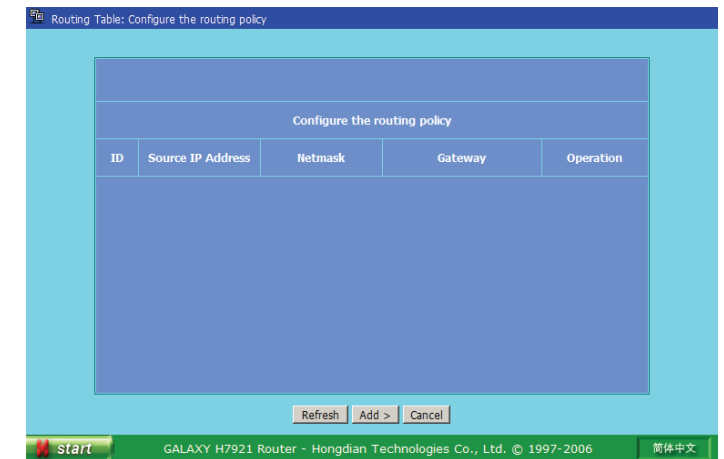 Routing Table: Configure the routing policy
Configure the routing policy
ID Source IP Address Netmask Gateway Operation
Refresh Add > Cancel
start GALAXY H7921 Router - Hongdian Technologies Co., Ltd. © 1997-2006 简体中文